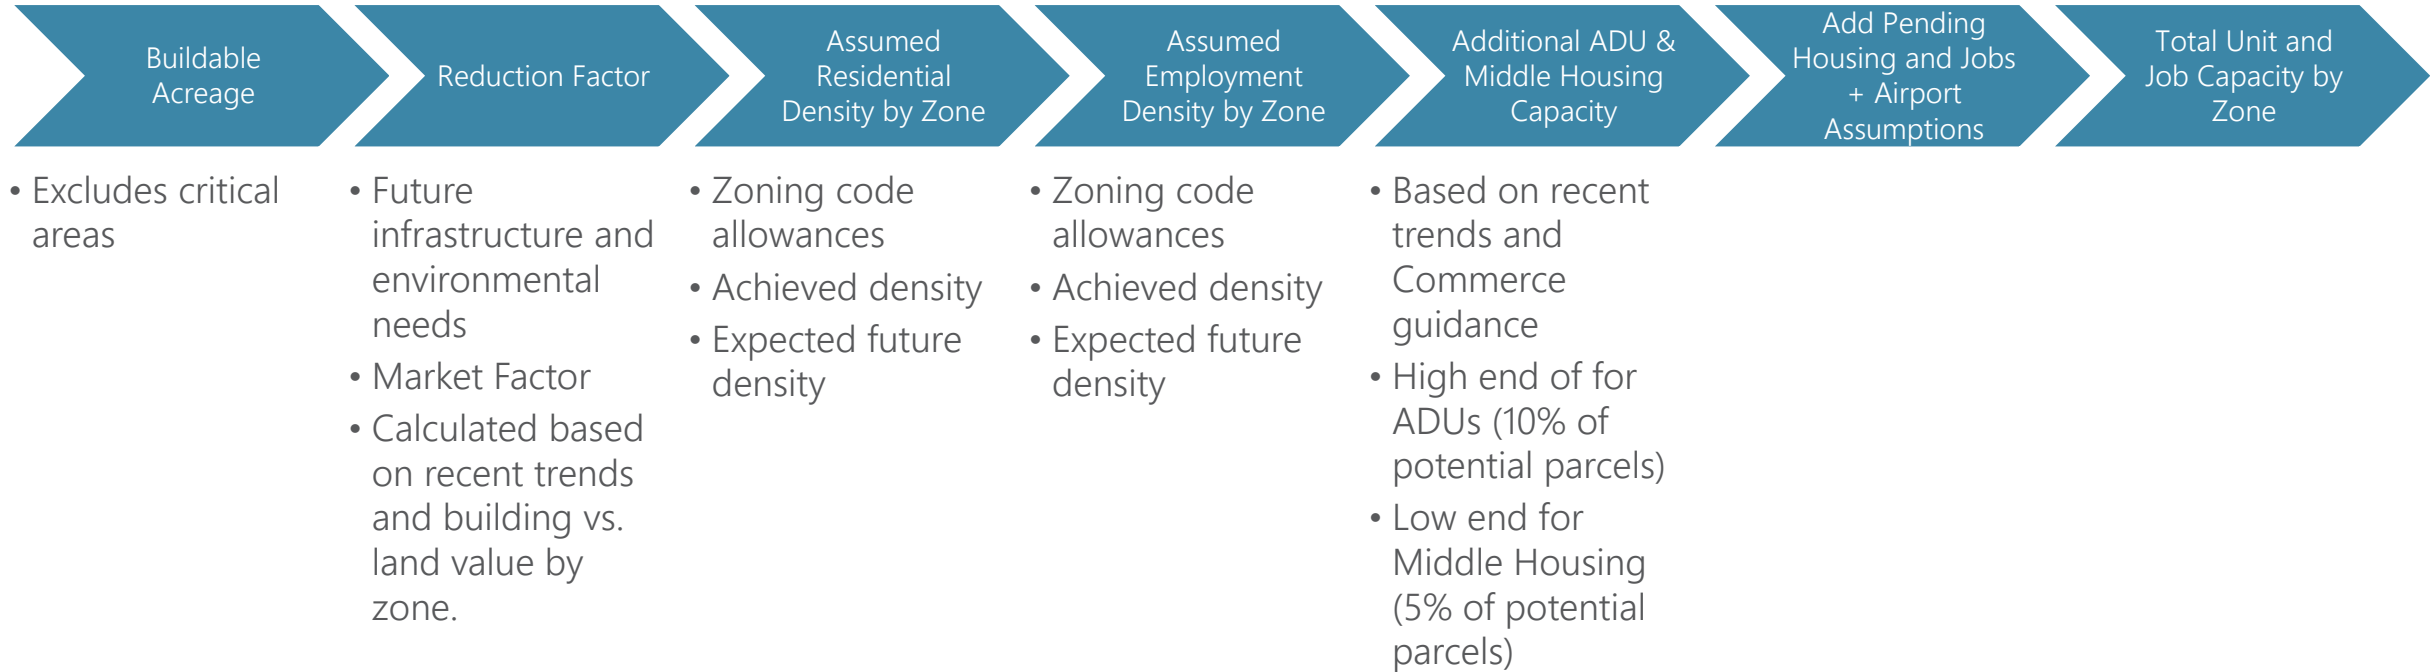 Buildable
Acreage
Reduction Factor
Assumed
Residential
Density by Zone
Assumed
Employment
Density by Zone
Additional ADU &
Middle Housing
Capacity
Add Pending
Housing and Jobs
+ Airport
Assumptions
Total Unit and
Job Capacity by
Zone
• Excludes critical
areas
• Future
infrastructure and
environmental
needs
• Market Factor
• Calculated based
on recent trends
and building vs.
land value by
zone.
• Zoning code
allowances
• Achieved density
• Expected future
density
• Zoning code
allowances
• Achieved density
• Expected future
density
• Based on recent
trends and
Commerce
guidance
• High end of for
ADUs (10% of
potential parcels)
• Low end for
Middle Housing
(5% of potential
parcels)